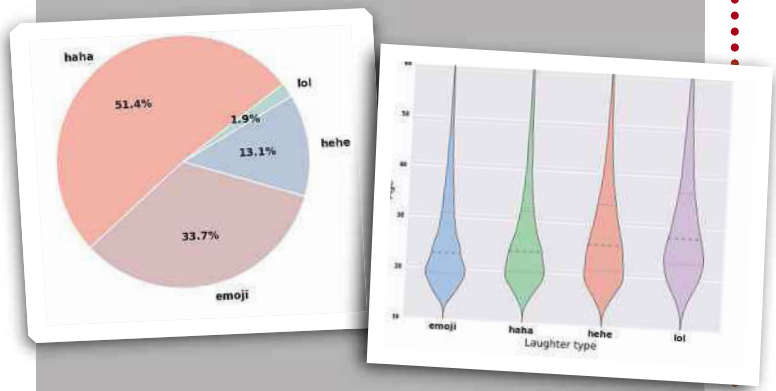 haha
51.4%
lol
1.9%
hehe
13.1%
33.7%
emoji
50
40
30
20
10
emoji
haha
hehe
lol
Laughter type